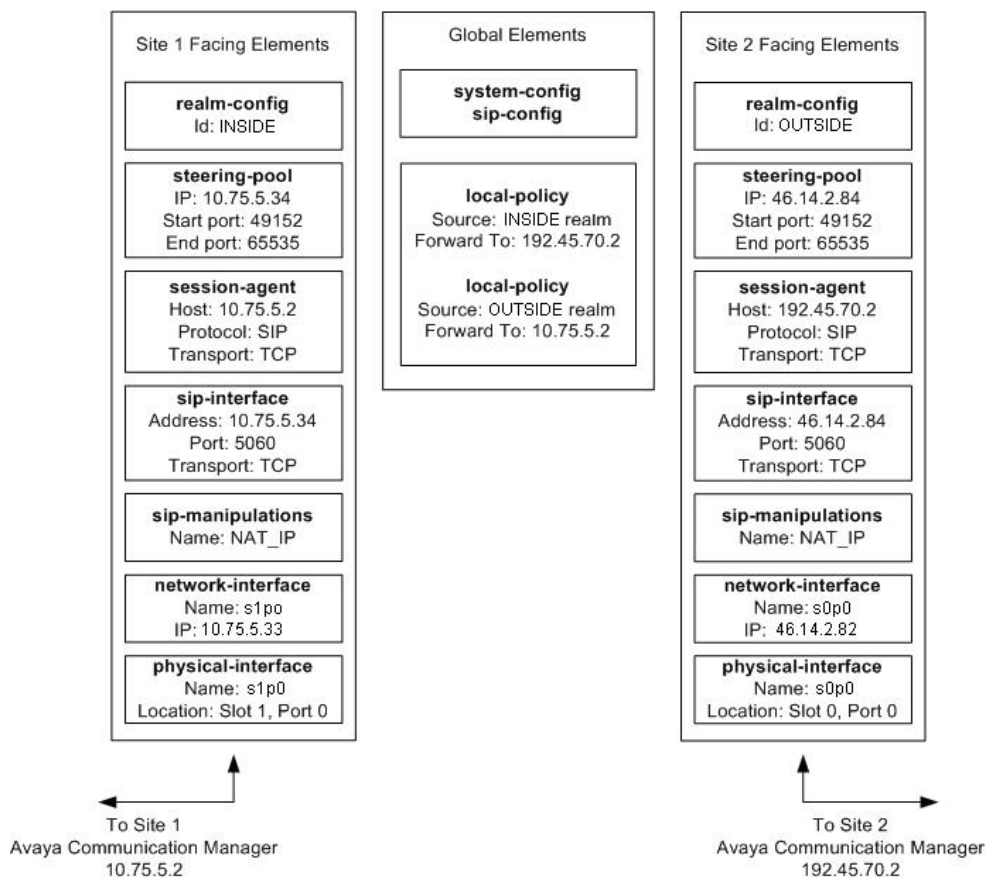 Site 1 Facing Elements
realm-config
Id: INSIDE
steering-pool
IP: 10.75.5.34
Start port: 49152
End port: 65535
session-agent
Host: 10.75.5.2
Protocol: SIP
Transport: TCP
sip-interface
Address: 10.75.5.34
Port: 5060
Transport: TCP
sip-manipulations
Name: NAT_IP
network-interface
Name: s1po
IP: 10.75.5.33
physical-interface
Name: s1p0
Location: Slot 1, Port 0
To Site 1
Avaya Communication Manager
10.75.5.2
Global Elements
system-config
sip-config
local-policy
Source: INSIDE realm
Forward To: 192.45.70.2
local-policy
Source: OUTSIDE realm
Forward To: 10.75.5.2
Site 2 Facing Elements
realm-config
Id: OUTSIDE
steering-pool
IP: 46.14.2.84
Start port: 49152
End port: 65535
session-agent
Host: 192.45.70.2
Protocol: SIP
Transport: TCP
sip-interface
Address: 46.14.2.84
Port: 5060
Transport: TCP
sip-manipulations
Name: NAT_IP
network-interface
Name: s0p0
IP: 46.14.2.82
physical-interface
Name: s0p0
Location: Slot 0, Port 0
To Site 2
Avaya Communication Manager
192.45.70.2